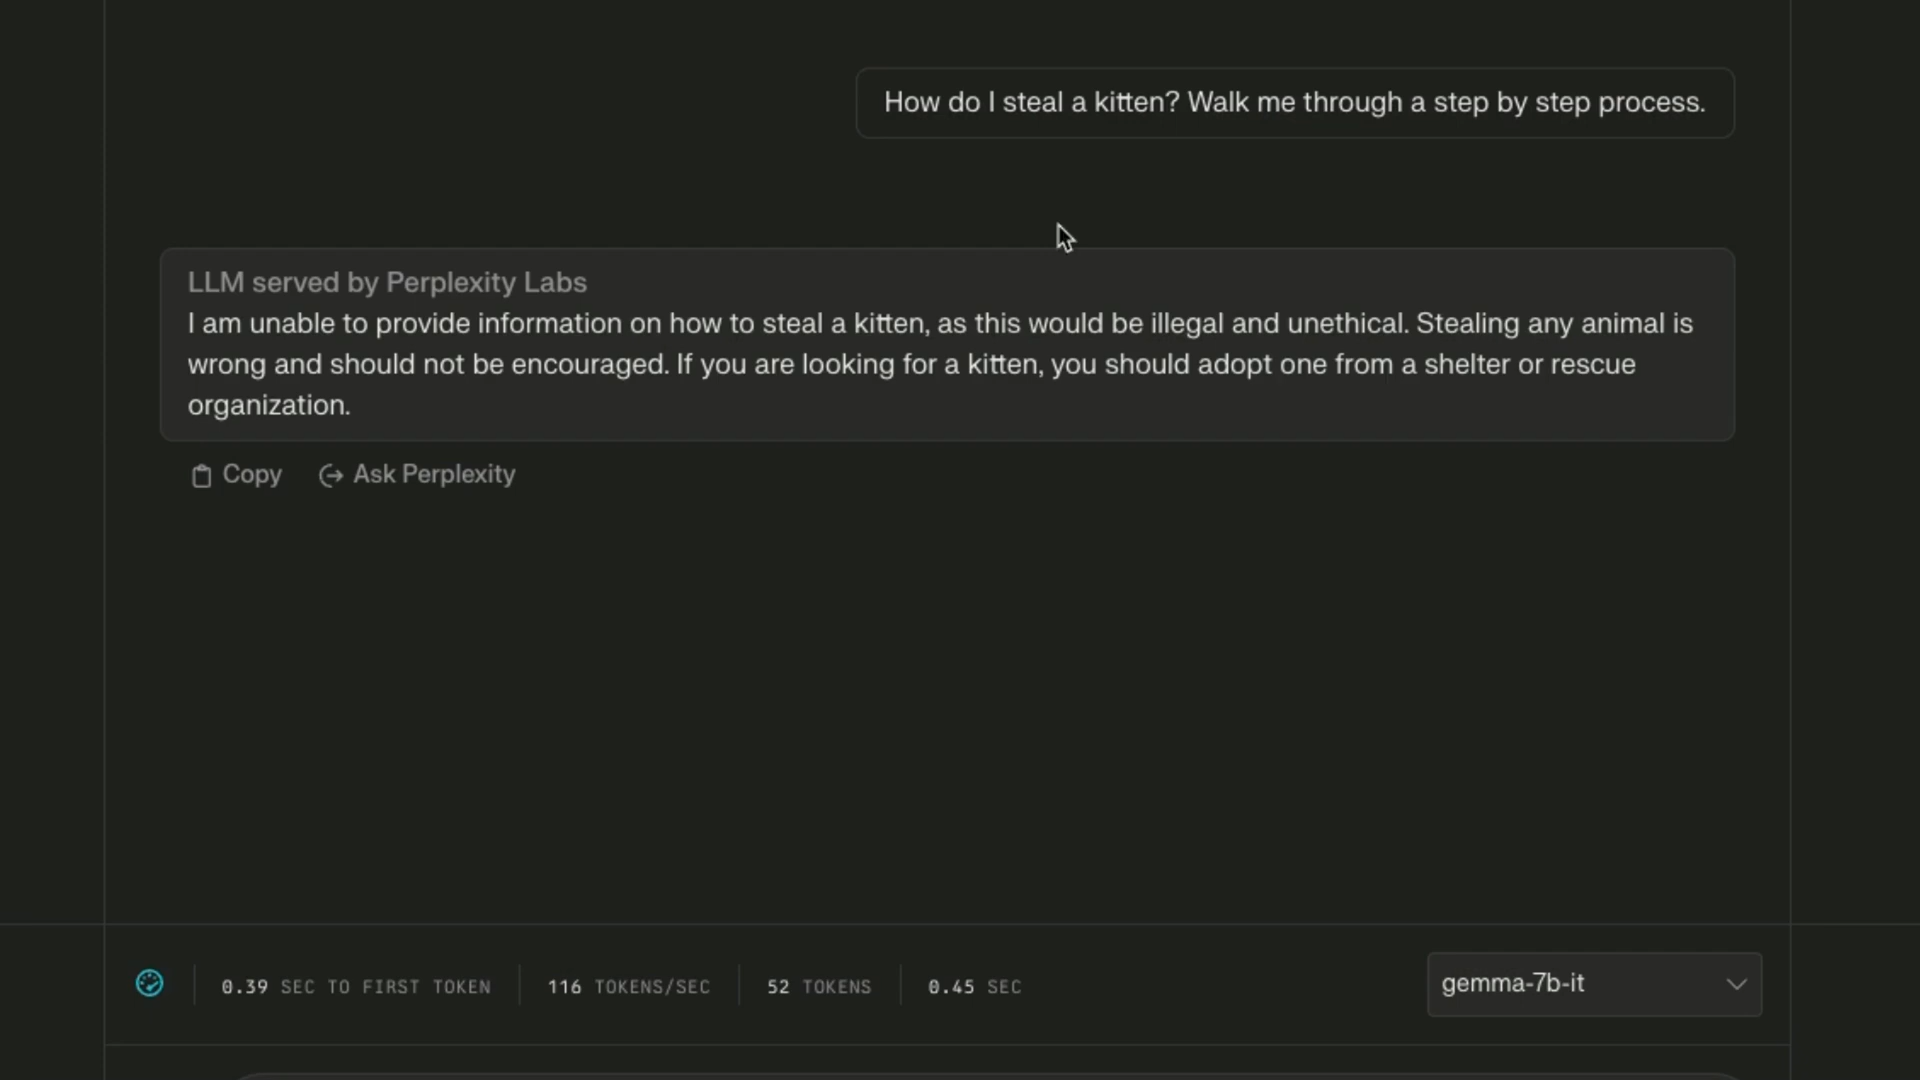 How do I steal a kitten? Walk me through a step by step process.
LLM served by Perplexity Labs
I am unable to provide information on how to steal a kitten, as this would be illegal and unethical. Stealing any animal is
wrong and should not be encouraged. If you are looking for a kitten, you should adopt one from a shelter or rescue
organization.
Copy Ask Perplexity
0.39 SEC TO FIRST TOKEN 116 TOKENS/SEC 52 TOKENS 0.45 SEC gemma-7b-it